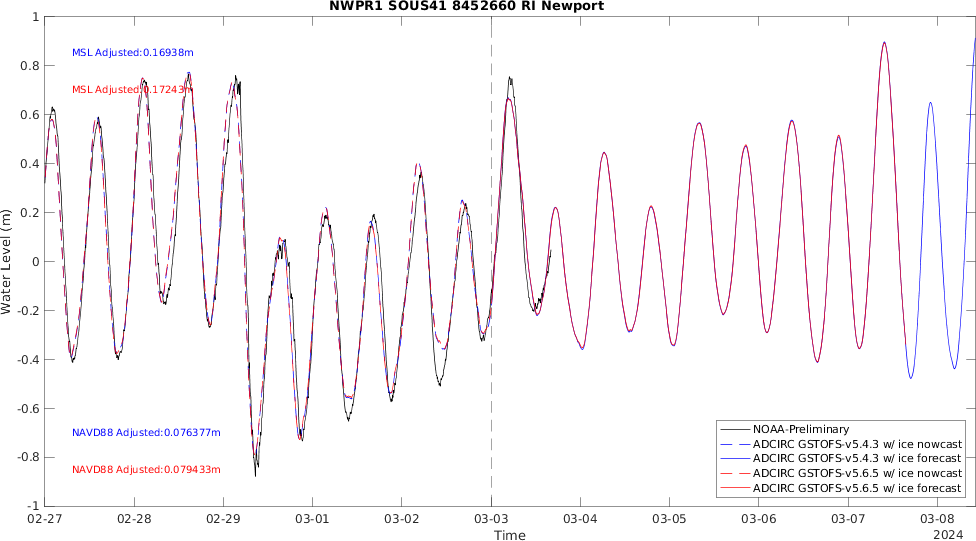 NWPR1 SOUS41 8452660 RI Newport
1
0.8
0.6
0.4
0.2
0
-0.2
-0.4
-0.6
-0.8
-1
Water Level (m)
MSL Adjusted:0.16938m
MSL Adjusted:0.17243m
NAVD88 Adjusted:0.076377m
NAVD88 Adjusted:0.079433m
NOAA-Preliminary
ADCIRC GSTOFS-v5.4.3 w/ ice nowcast
ADCIRC GSTOFS-v5.4.3 w/ ice forecast
ADCIRC GSTOFS-v5.6.5 w/ ice nowcast
ADCIRC GSTOFS-v5.6.5 w/ ice forecast
02-27 02-28 02-29 03-01 03-02 03-03 03-04 03-05 03-06 03-07 03-08
Time
2024